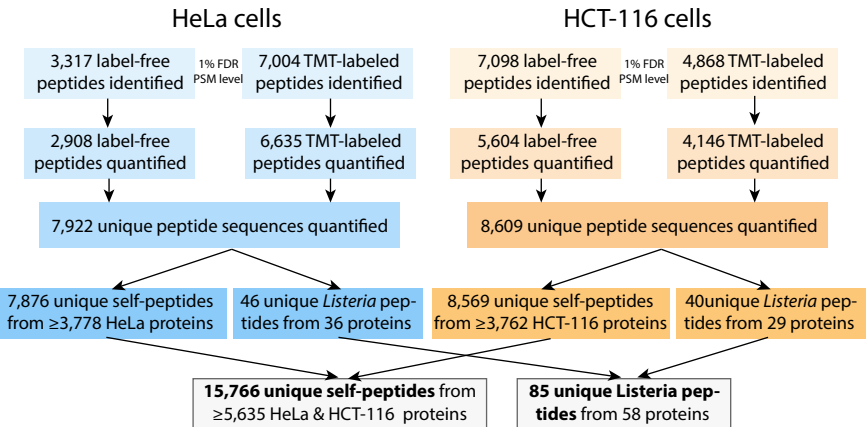 HeLa cells
HCT-116 cells
3,317 label-free
peptides identified
1% FDR
PSM level
7,004 TMT-labeled
peptides identified
7,098 label-free
peptides identified
1% FDR
PSM level
4,868 TMT-labeled
peptides identified
2,908 label-free
peptides quantified
6,635 TMT-labeled
peptides quantified
5,604 label-free
peptides quantified
4,146 TMT-labeled
peptides quantified
7,922 unique peptide sequences quantified
8,609 unique peptide sequences quantified
7,876 unique self-peptides
from ≥3,778 HeLa proteins
46 unique Listeria pep-
tides from 36 proteins
8,569 unique self-peptides
from ≥3,762 HCT-116 proteins
40unique Listeria pe-
ptides from 29 proteins
15,766 unique self-peptides from
≥5,635 HeLa & HCT-116 proteins
85 unique Listeria pep-
tides from 58 proteins